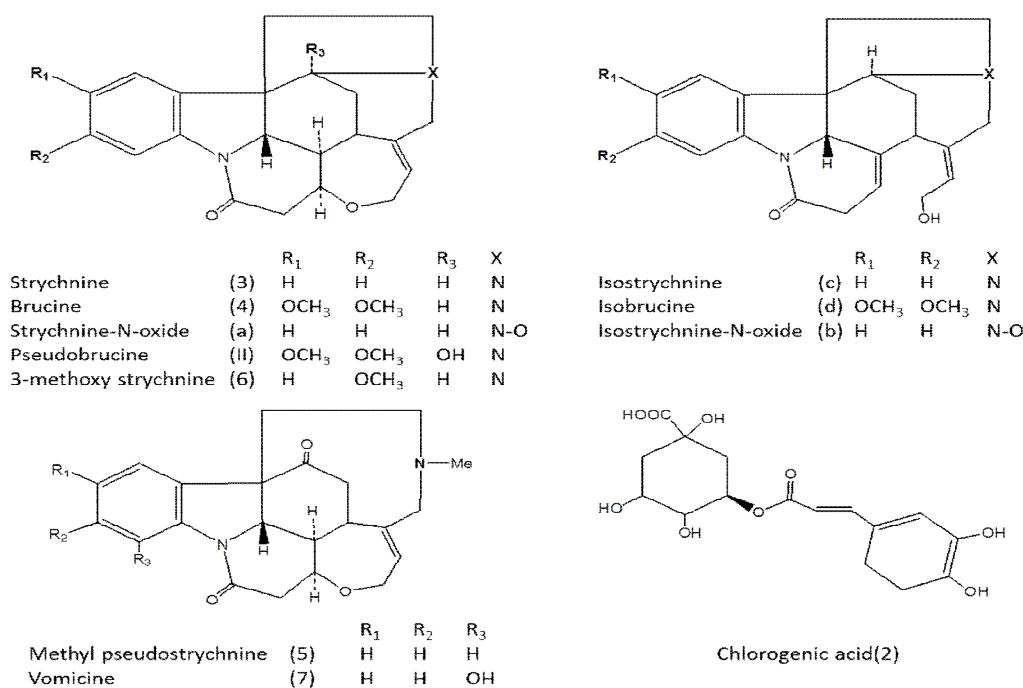 R₃
R₁
X
R₂
N
H
H
H
O
O
H
R₁
X
R₂
N
H
O
OH
R₁ R₂ R₃ X
Strychnine (3) H H H N
Brucine (4) OCH₃ OCH₃ H N
Strychnine-N-oxide (a) H H H N-O
Pseudobrucine (II) OCH₃ OCH₃ OH N
3-methoxy strychnine (6) H OCH₃ H N
R₁ R₂ X
Isostrychnine (c) H H N
Isobrucine (d) OCH₃ OCH₃ N
Isostrychnine-N-oxide (b) H H N-O
O
R₁
N-Me
R₂
R₃
N
H
H
H
O
O
R₁ R₂ R₃
Methyl pseudostrychnine (5) H H H
Vomicine (7) H H OH
HOOC
OH
O
HO
OH
O
OH
OH
Chlorogenic acid(2)